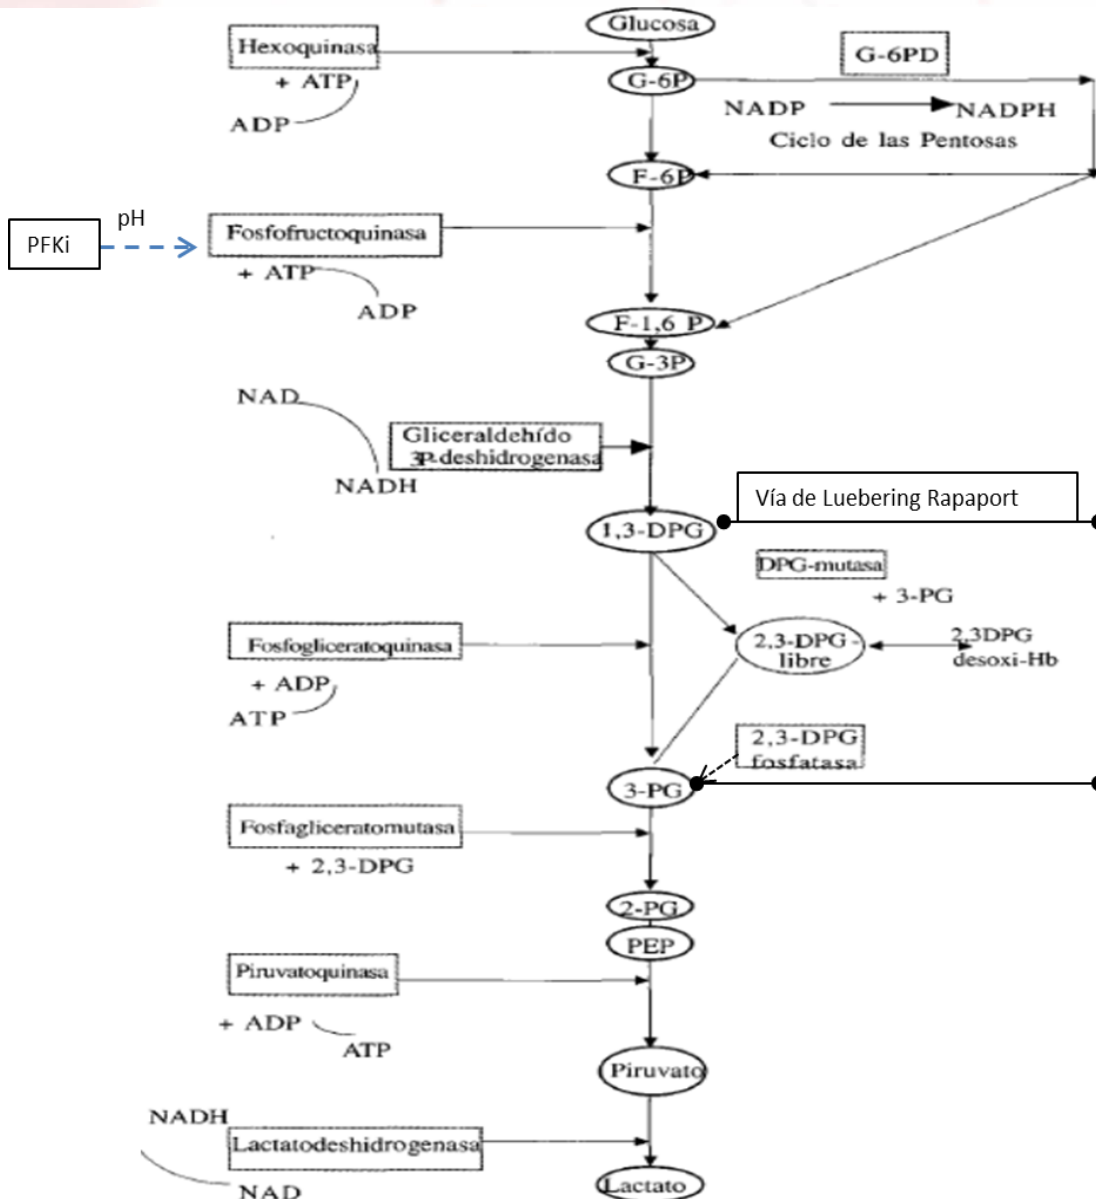 Glucosa
Hexoquinasa
+ ATP
ADP
G-6P
G-6PD
NADP
NADPH
Ciclo de las Pentosas
F-6P
PFKi
pH
Fosfofructoquinasa
+ ATP
ADP
F-1,6 P
G-3P
NAD
Gliceraldehído
3P-deshidrogenasa
NADH
Vía de Luebering Rapaport
1,3-DPG
DPG-mutasa
+ 3-PG
Fosfogliceratoquinasa
+ ADP
ATP
2,3-DPG-
libre
2,3DPG
desoxi-Hb
2,3-DPG
fosfatasa
3-PG
Fosfagliceratomutasa
+ 2,3-DPG
2-PG
PEP
Piruvatoquinasa
+ ADP
ATP
Piruvato
NADH
Lactatodeshidrogenasa
NAD
Lactato